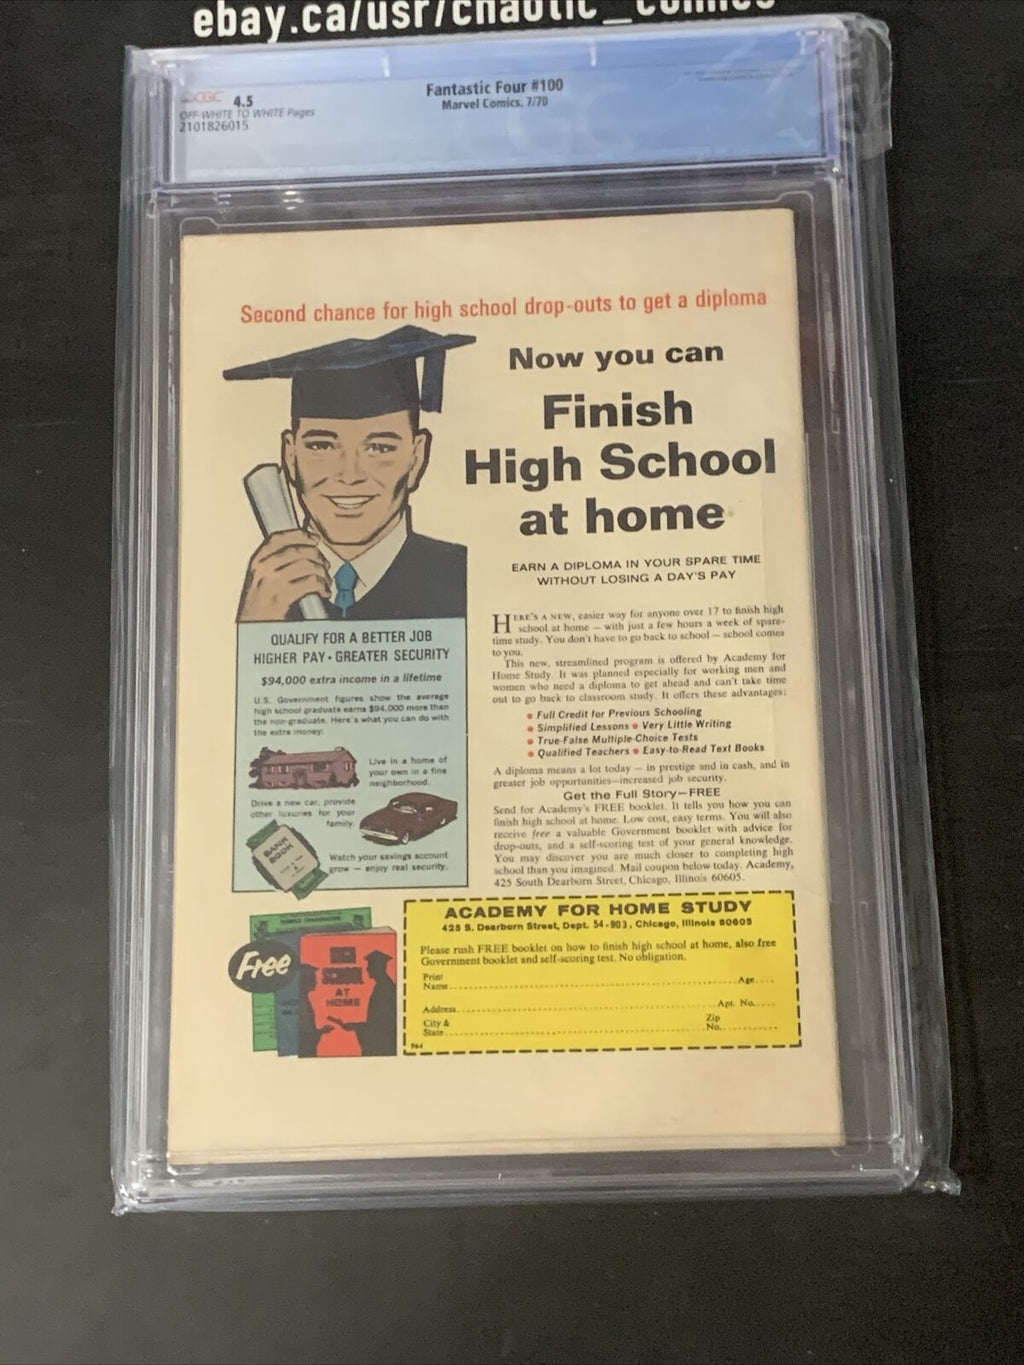 ebay.ca/usr/chaotic_comics
CGC 4.5
OFF-WHITE TO WHITE Pages
2101826015
Fantastic Four #100
Marvel Comics, 7/70
Second chance for high school drop-outs to get a diploma
Now you can
Finish
High School
at home
EARN A DIPLOMA IN YOUR SPARE TIME
WITHOUT LOSING A DAY'S PAY
HERE'S A NEW, easier way for anyone over 17 to finish high
school at home — with just a few hours a week of spare-
time study. You don't have to go back to school — school comes
to you.
This new, streamlined program is offered by Academy for
Home Study. It was planned especially for working men and
women who need a diploma to get ahead and can't take time
out to go back to classroom study. It offers these advantages:
• Full Credit for Previous Schooling
• Simplified Lessons • Very Little Writing
• True-False Multiple-Choice Tests
• Qualified Teachers • Easy-to-Read Text Books
A diploma means a lot today — in prestige and in cash, and in
greater job opportunities—increased job security.
Get the Full Story—FREE
Send for Academy's FREE booklet. It tells you how you can
finish high school at home. Low cost, easy terms. You will also
receive free a valuable Government booklet with advice for
drop-outs, and a self-scoring test of your general knowledge.
You may discover you are much closer to completing high
school than you imagined. Mail coupon below today. Academy,
425 South Dearborn Street, Chicago, Illinois 60605.
QUALIFY FOR A BETTER JOB
HIGHER PAY • GREATER SECURITY
$94,000 extra income in a lifetime
U.S. Government figures show the average
high school graduate earns $94,000 more than
the non-graduate. Here's what you can do with
the extra money:
Live in a home of
your own in a fine
neighborhood.
Drive a new car, provide
other luxuries for your
family.
BANK
BOOK
Watch your savings account
grow — enjoy real security.
Free
HIGH
SCHOOL
AT
HOME
ACADEMY FOR HOME STUDY
425 S. Dearborn Street, Dept. 54-903, Chicago, Illinois 60605
Please rush FREE booklet on how to finish high school at home, also free
Government booklet and self-scoring test. No obligation.
Print
Name Age
Address Apt. No.
City & Zip
State No.